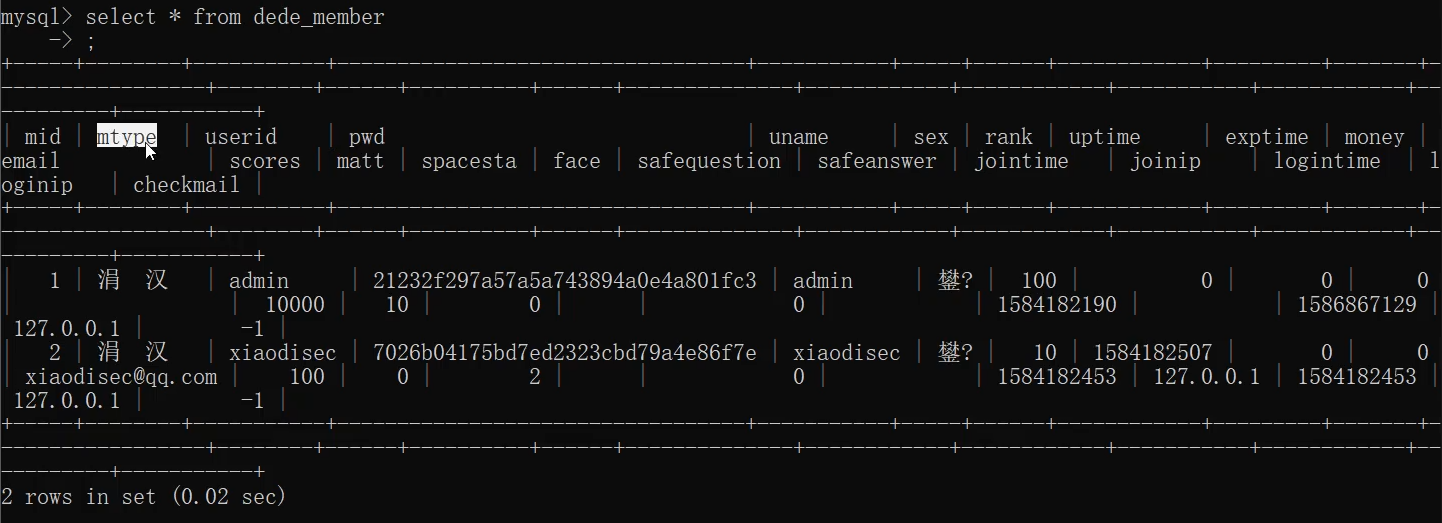 mysql> select * from dede_member
-> ;
+-----+--------+------------+-----------------------------------+------------+-----+------+-------------+---------+-------+-
------------------+--------+------+----------+------+--------------+------------+------------+-----------+------------+--
---------+-----------+
| mid | mtype | userid | pwd | uname | sex | rank | uptime | exptime | money |
email | scores | matt | spacesta | face | safequestion | safeanswer | jointime | joinip | logintime | l
oginip | checkmail |
+-----+--------+------------+-----------------------------------+------------+-----+------+-------------+---------+-------+-
------------------+--------+------+----------+------+--------------+------------+------------+-----------+------------+--
---------+-----------+
| 1 | 涓 汉 | admin | 21232f297a57a5a743894a0e4a801fc3 | admin | 鐢? | 100 | 0 | 0 | 0
| | 10000 | 10 | 0 | | 0 | | 1584182190 | | 1586867129 |
127.0.0.1 | -1 |
| 2 | 涓 汉 | xiaodisec | 7026b04175bd7ed2323cbd79a4e86f7e | xiaodisec | 鐢? | 10 | 1584182507 | 0 | 0
| xiaodisec@qq.com | 100 | 0 | 2 | | 0 | | 1584182453 | 127.0.0.1 | 1584182453 |
127.0.0.1 | -1 |
+-----+--------+------------+-----------------------------------+------------+-----+------+-------------+---------+-------+-
------------------+--------+------+----------+------+--------------+------------+------------+-----------+------------+--
---------+-----------+
2 rows in set (0.02 sec)